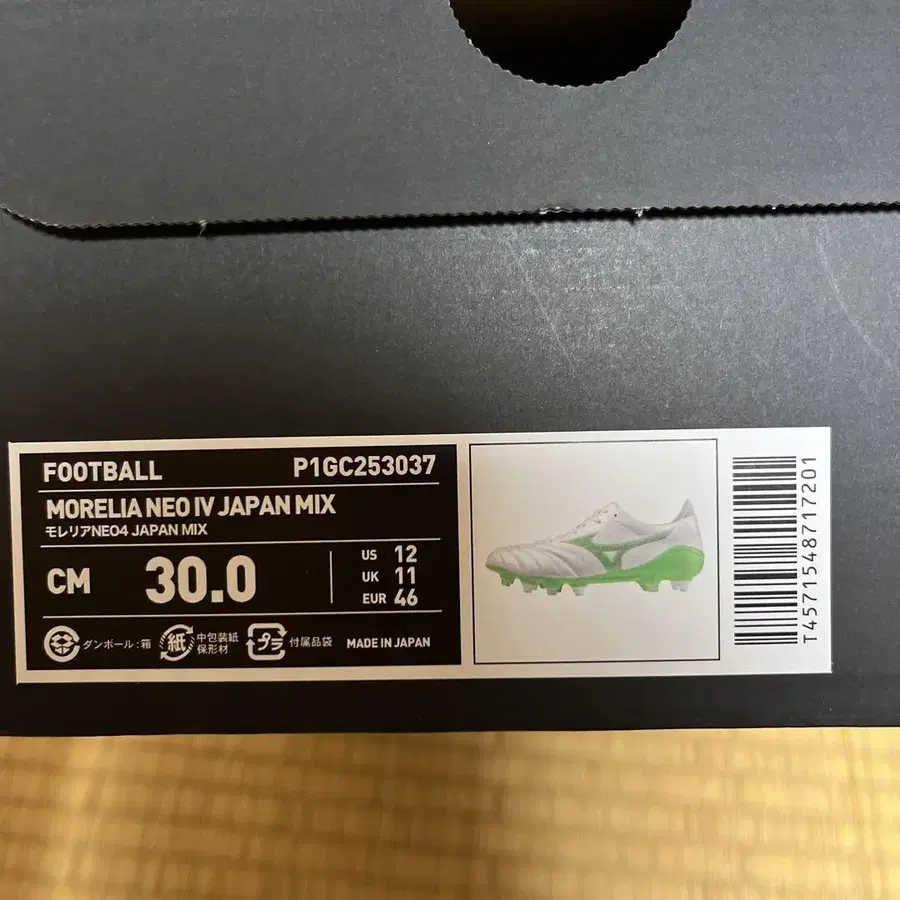 FOOTBALL P1GC253037
MORELIA NEO IV JAPAN MIX
モレリアNEO4 JAPAN MIX
CM 30.0
US 12
UK 11
EUR 46
ダンボール:箱
紙 中包装紙
保形材
プラ 付属品袋
MADE IN JAPAN
T4571548717201